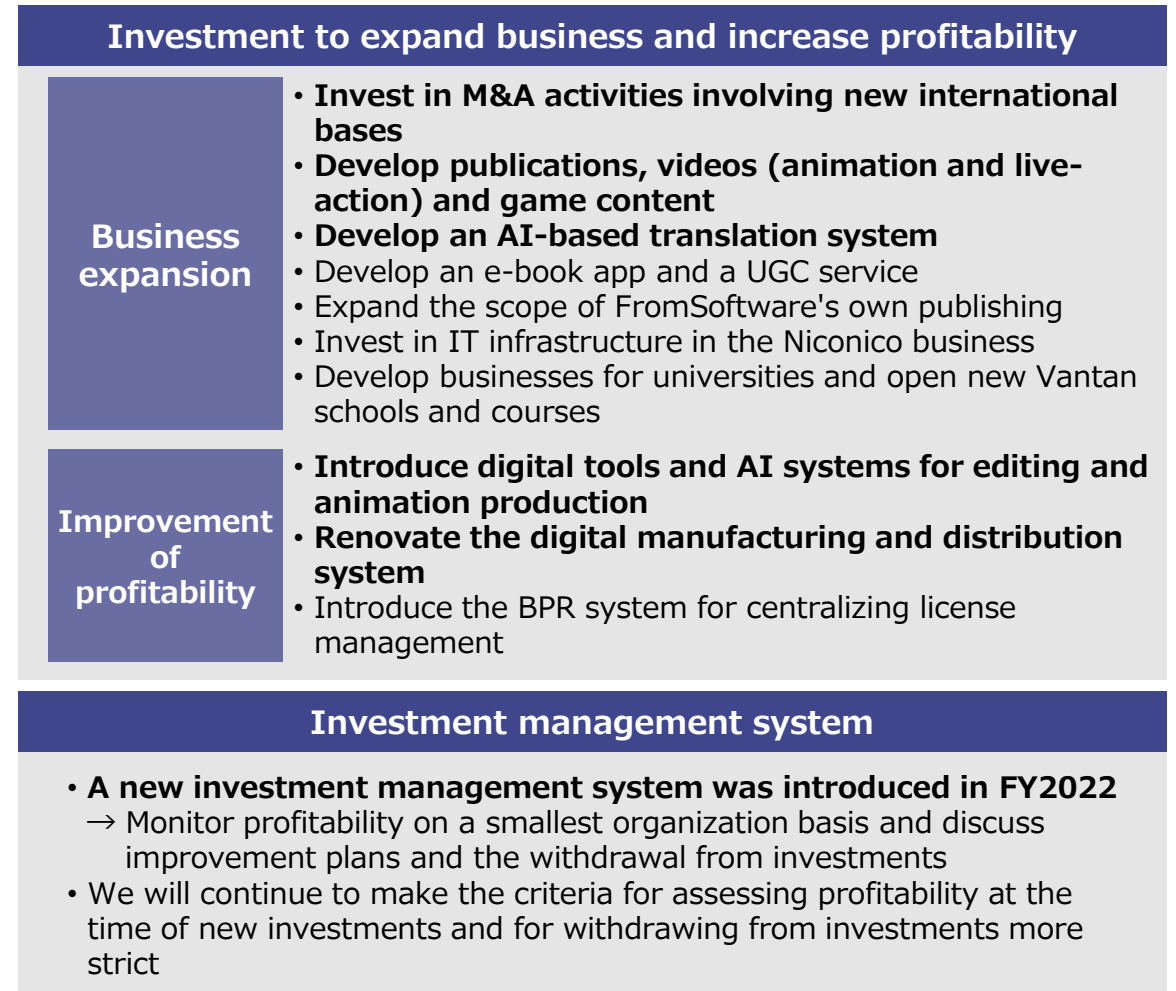 Investment to expand business and increase profitability
Business
expansion
• Invest in M&A activities involving new international
bases
• Develop publications, videos (animation and live-
action) and game content
• Develop an AI-based translation system
• Develop an e-book app and a UGC service
• Expand the scope of FromSoftware's own publishing
• Invest in IT infrastructure in the Niconico business
• Develop businesses for universities and open new Vantan
schools and courses
Improvement
of
profitability
• Introduce digital tools and AI systems for editing and
animation production
• Renovate the digital manufacturing and distribution
system
• Introduce the BPR system for centralizing license
management
Investment management system
• A new investment management system was introduced in FY2022
→ Monitor profitability on a smallest organization basis and discuss
improvement plans and the withdrawal from investments
• We will continue to make the criteria for assessing profitability at the
time of new investments and for withdrawing from investments more
strict